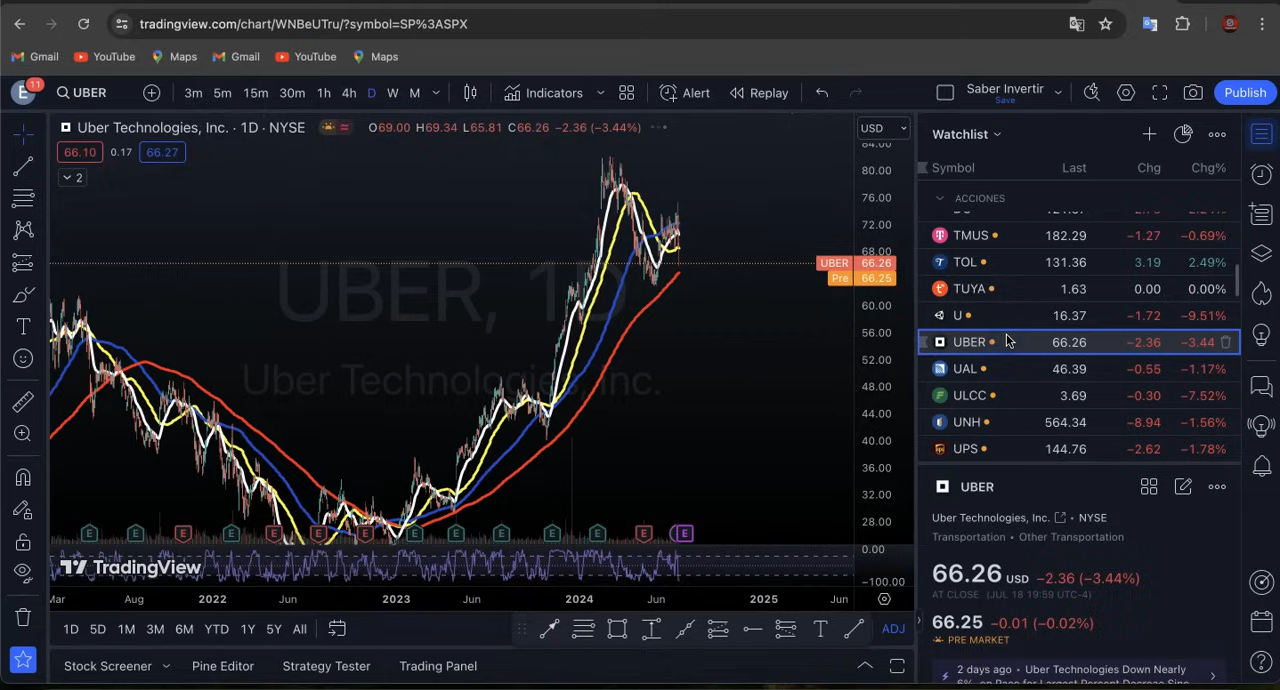 tradingview.com/chart/WNBeUTru/?symbol=SP%3ASPX
Gmail YouTube Maps Gmail YouTube Maps
E 11 UBER 3m 5m 15m 30m 1h 4h D W M Indicators Alert Replay Saber Invertir Save Publish
Uber Technologies, Inc. · 1D · NYSE O69.00 H69.34 L65.81 C66.26 −2.36 (−3.44%) USD
66.10 0.17 66.27
2
UBER, 1D
Uber Technologies, Inc.
84.00
80.00
76.00
72.00
68.00
UBER 66.26
Pre 66.25
60.00
56.00
52.00
48.00
44.00
40.00
36.00
32.00
28.00
E E E E E E E E E E E E E E
0.00
−100.00
TradingView
Mar Aug 2022 Jun 2023 Jun 2024 Jun 2025 Jun
1D 5D 1M 3M 6M YTD 1Y 5Y All ADJ
Stock Screener Pine Editor Strategy Tester Trading Panel
Watchlist
Symbol Last Chg Chg%
ACCIONES
TMUS 182.29 −1.27 −0.69%
TOL 131.36 3.19 2.49%
TUYA 1.63 0.00 0.00%
U 16.37 −1.72 −9.51%
UBER 66.26 −2.36 −3.44
UAL 46.39 −0.55 −1.17%
ULCC 3.69 −0.30 −7.52%
UNH 564.34 −8.94 −1.56%
UPS 144.76 −2.62 −1.78%
UBER
Uber Technologies, Inc. • NYSE
Transportation • Other Transportation
66.26 USD −2.36 (−3.44%)
AT CLOSE (JUL 18 19:59 UTC-4)
66.25 −0.01 (−0.02%)
PRE MARKET
2 days ago • Uber Technologies Down Nearly